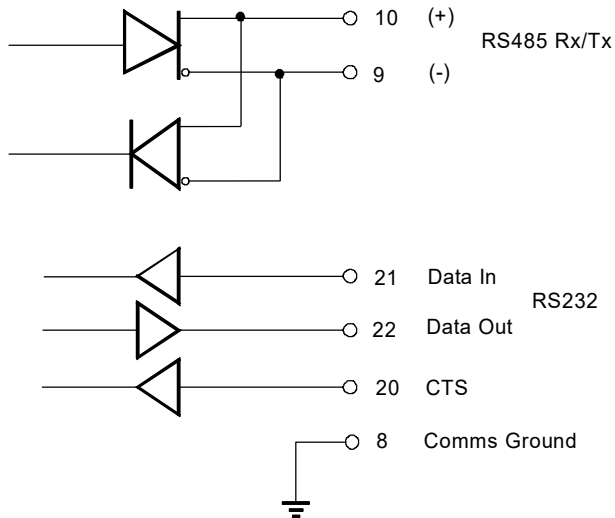 10 (+)
RS485 Rx/Tx
9 (-)
21 Data In
RS232
22 Data Out
20 CTS
8 Comms Ground